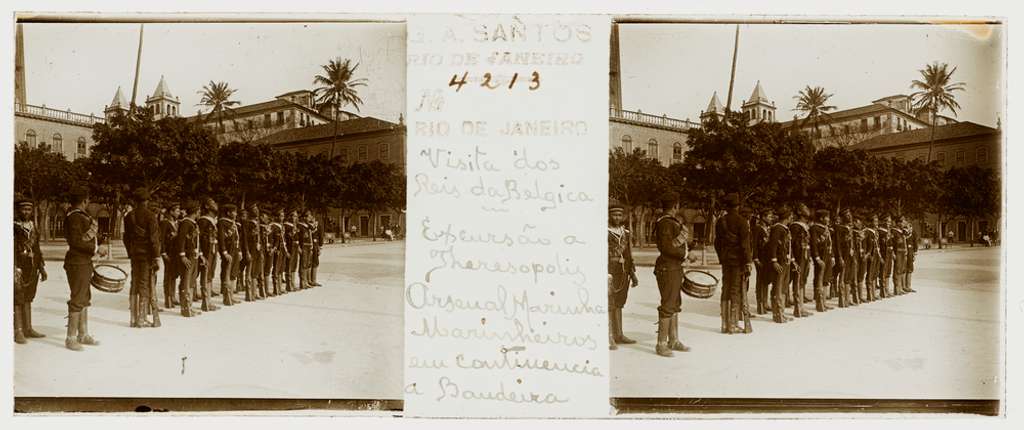 A. SANTOS
RIO DE JANEIRO
4213
RIO DE JANEIRO
Visita dos
Reis da Belgica
Excursão a
Theresopolis
Arsenal Marinha
Marinheiros
em continencia
a Bandeira